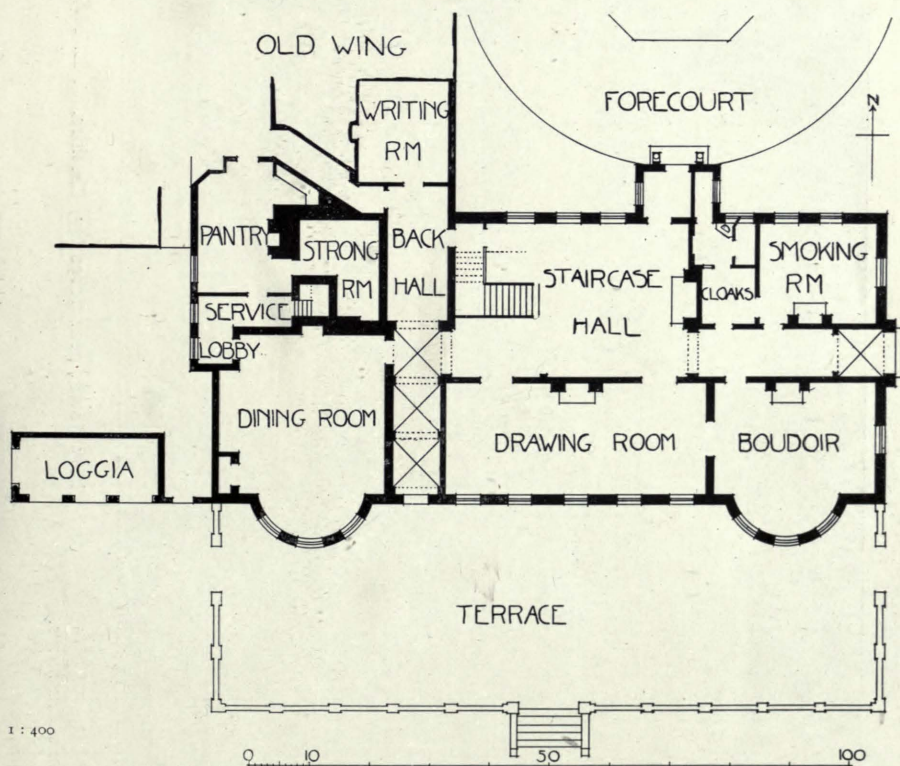 OLD WING
WRITING
RM
FORECOURT
N
PANTRY
STRONG
RM
BACK
HALL
STAIRCASE
HALL
CLOAKS
SMOKING
RM
SERVICE
LOBBY
DINING ROOM
DRAWING ROOM
BOUDOIR
LOGGIA
TERRACE
1 : 400
0 10 50 100